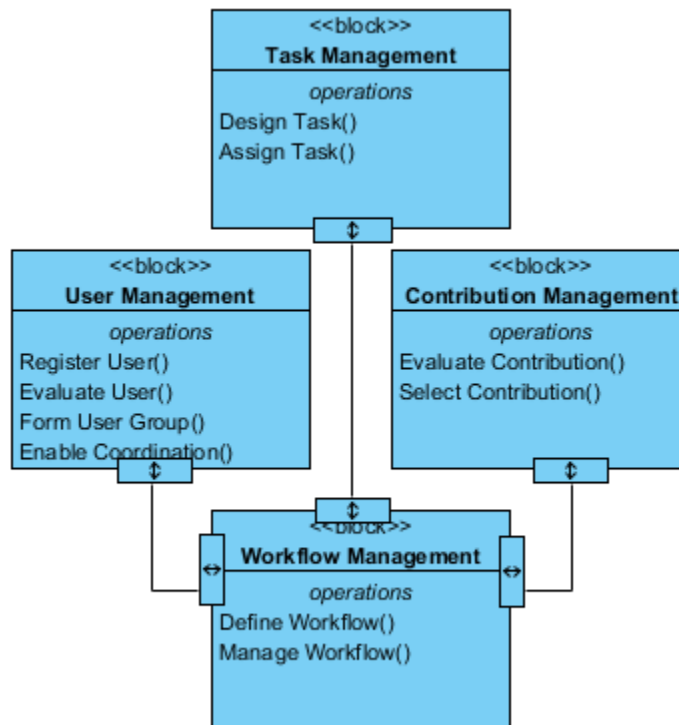 <<block>>
Task Management
operations
Design Task()
Assign Task()
<<block>>
User Management
operations
Register User()
Evaluate User()
Form User Group()
Enable Coordination()
<<block>>
Contribution Management
operations
Evaluate Contribution()
Select Contribution()
<<block>>
Workflow Management
operations
Define Workflow()
Manage Workflow()